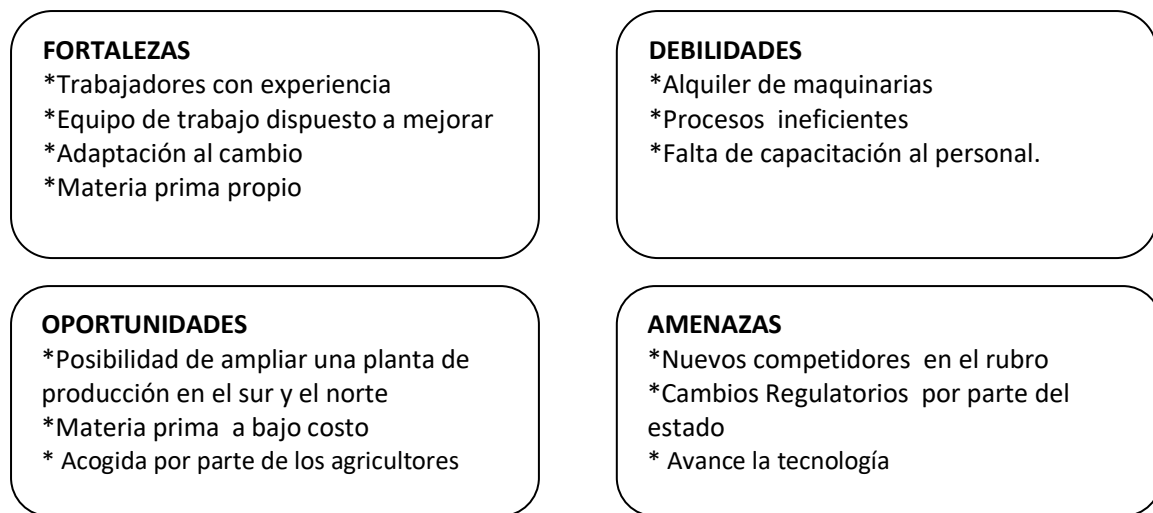 FORTALEZAS
*Trabajadores con experiencia
*Equipo de trabajo dispuesto a mejorar
*Adaptación al cambio
*Materia prima propio
DEBILIDADES
*Alquiler de maquinarias
*Procesos  ineficientes
*Falta de capacitación al personal.
OPORTUNIDADES
*Posibilidad de ampliar una planta de
producción en el sur y el norte
*Materia prima  a bajo costo
* Acogida por parte de los agricultores
AMENAZAS
*Nuevos competidores  en el rubro
*Cambios Regulatorios  por parte del
estado
* Avance la tecnología